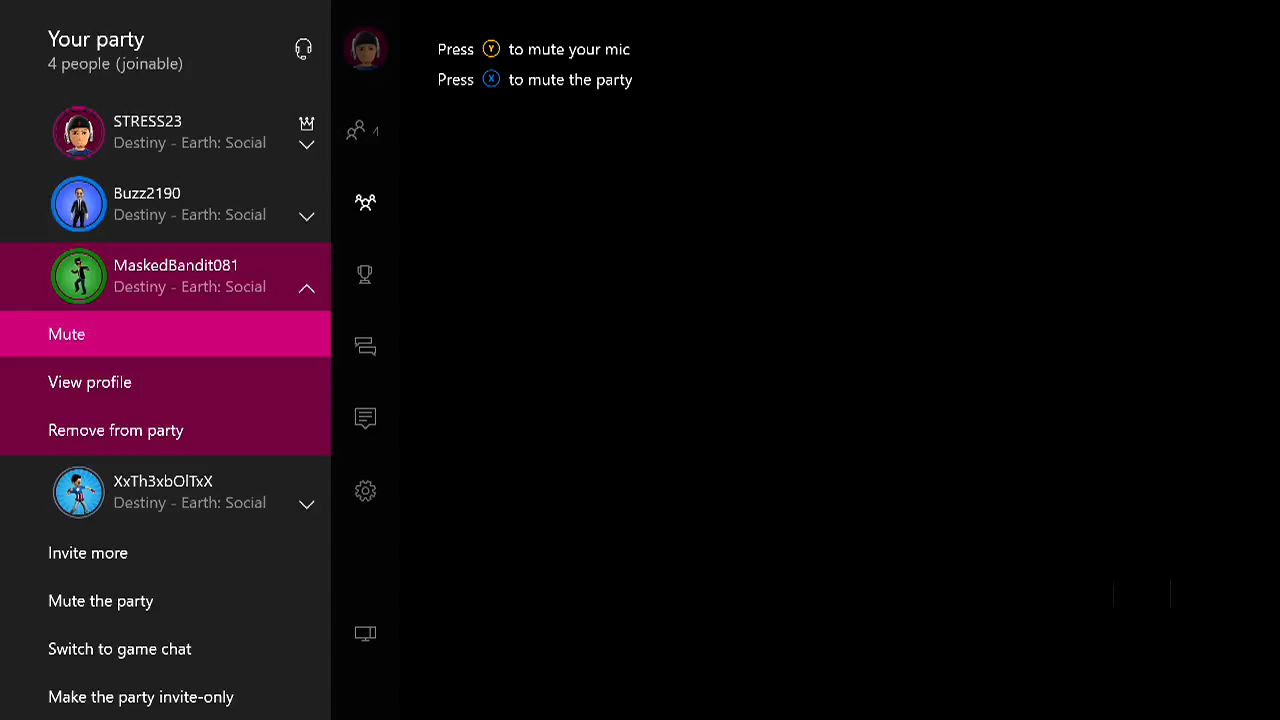 Your party
4 people (joinable)
STRESS23
Destiny - Earth: Social
Buzz2190
Destiny - Earth: Social
MaskedBandit081
Destiny - Earth: Social
Mute
View profile
Remove from party
XxTh3xbOlTxX
Destiny - Earth: Social
Invite more
Mute the party
Switch to game chat
Make the party invite-only
4
Press Y to mute your mic
Press X to mute the party